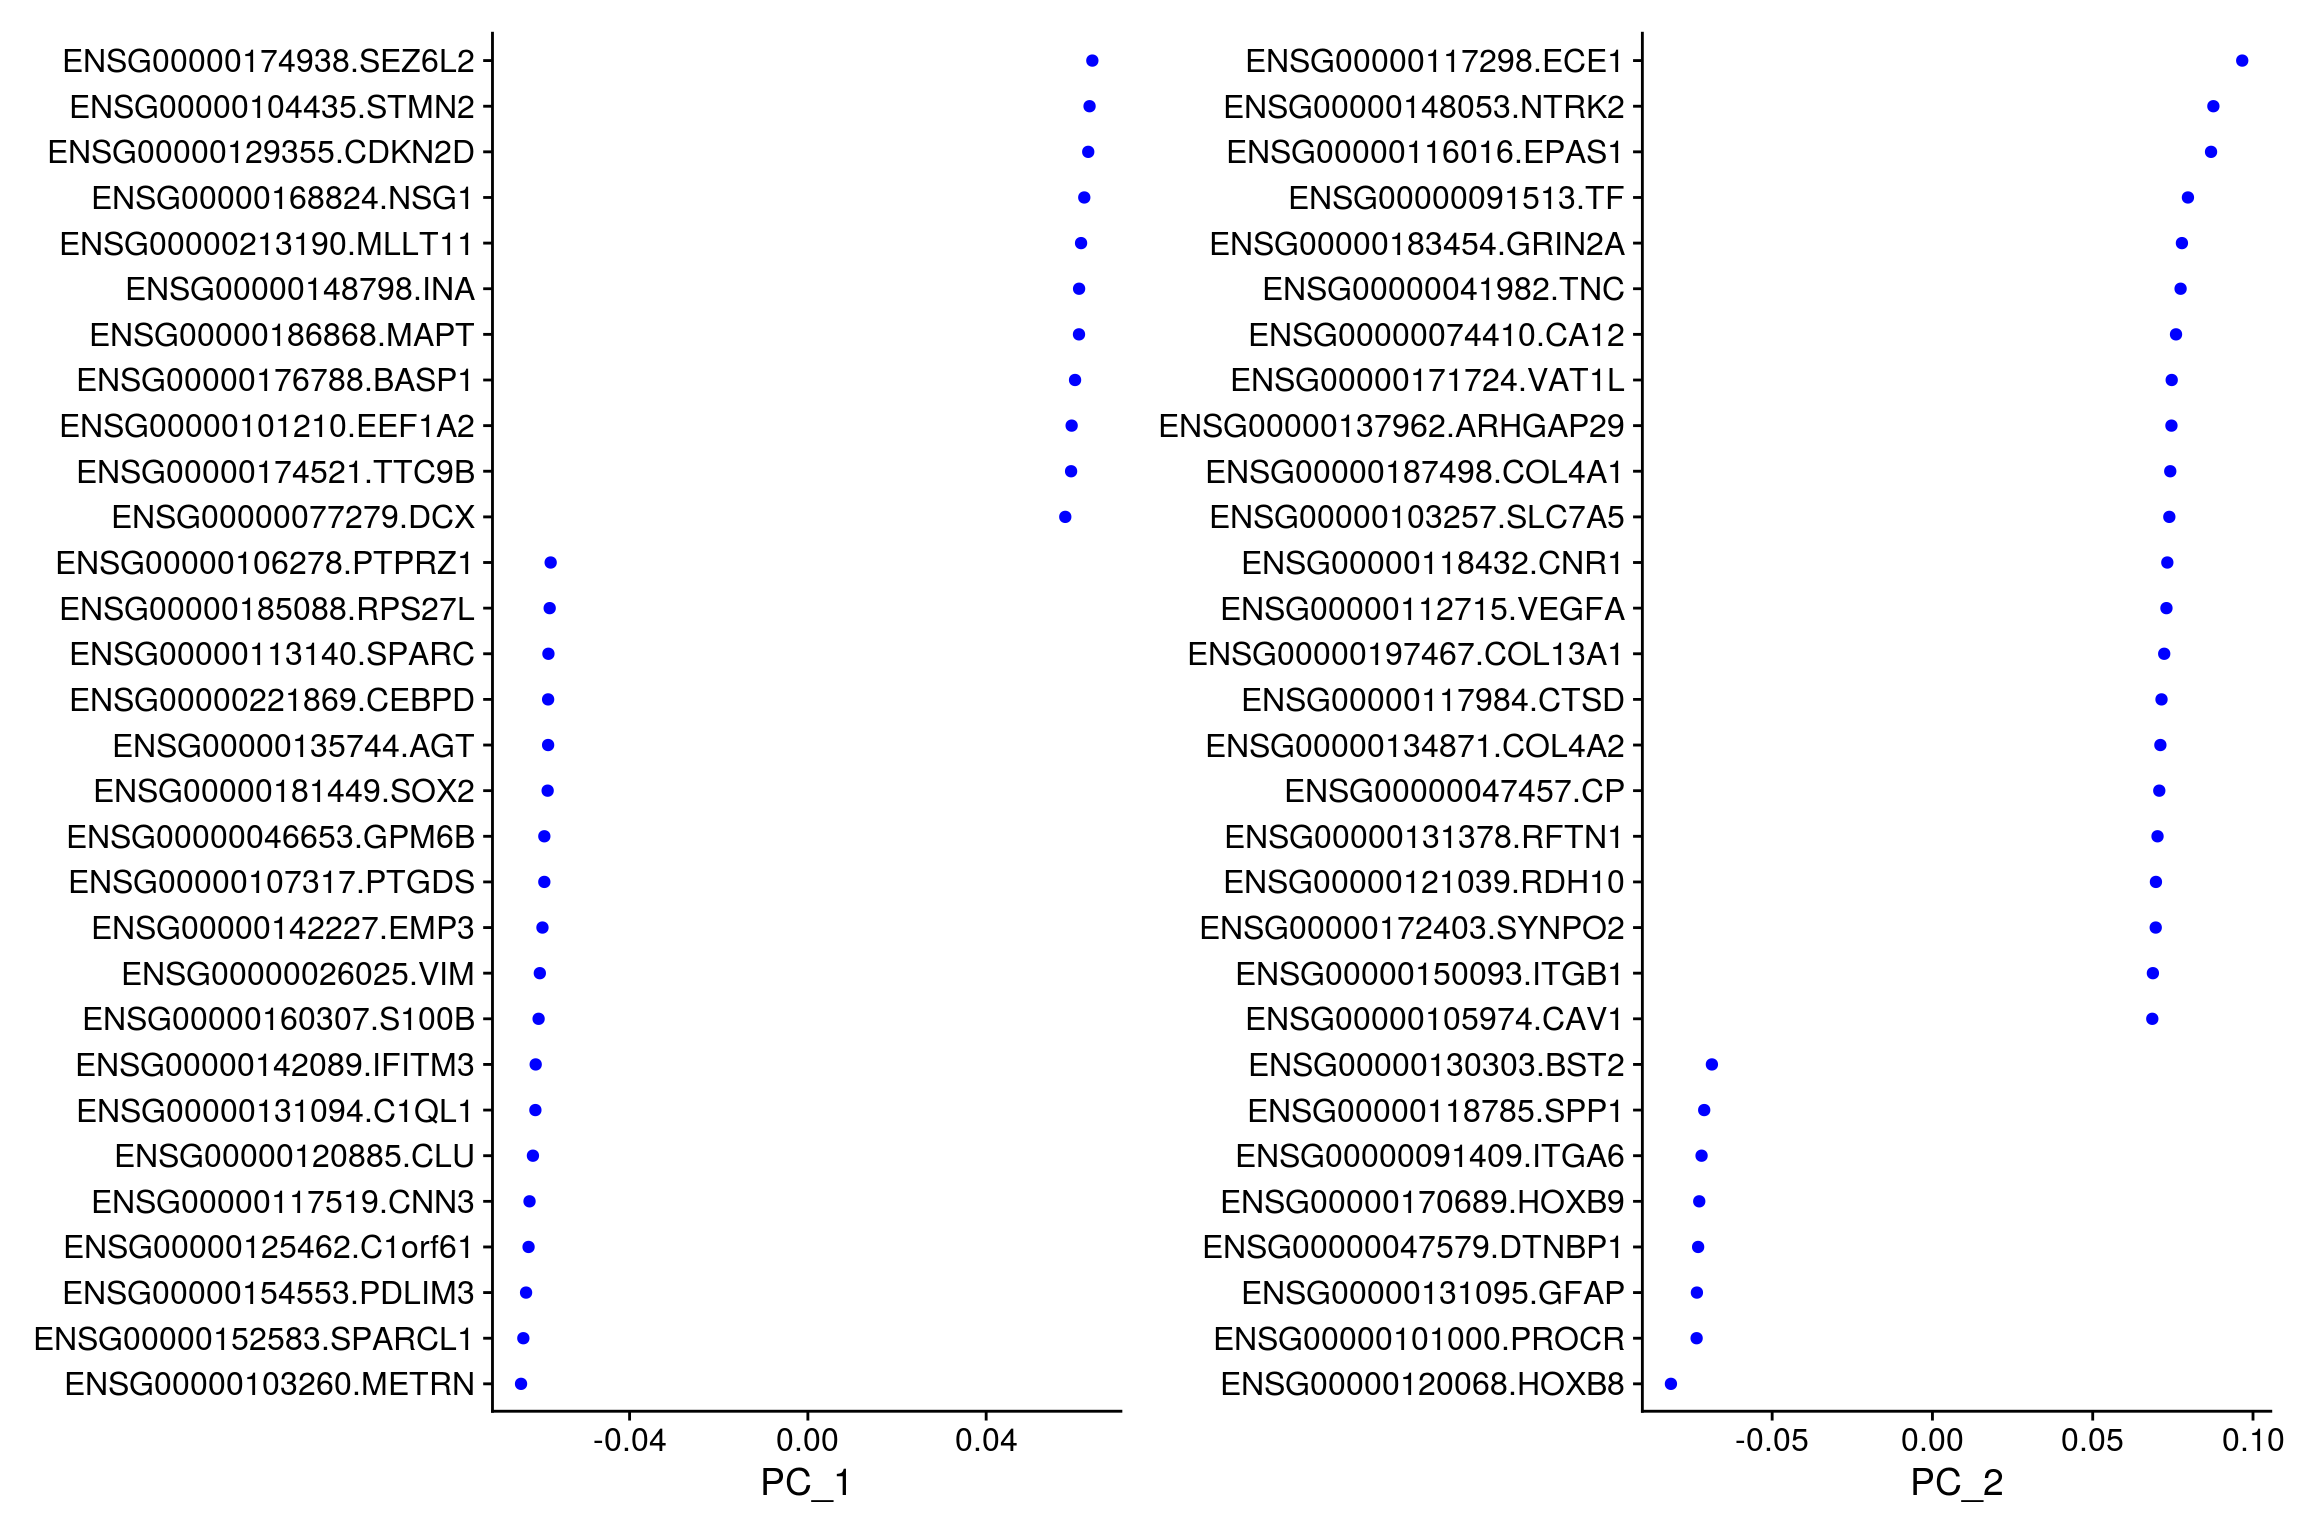 ENSG00000174938.SEZ6L2
ENSG00000104435.STMN2
ENSG00000129355.CDKN2D
ENSG00000168824.NSG1
ENSG00000213190.MLLT11
ENSG00000148798.INA
ENSG00000186868.MAPT
ENSG00000176788.BASP1
ENSG00000101210.EEF1A2
ENSG00000174521.TTC9B
ENSG00000077279.DCX
ENSG00000106278.PTPRZ1
ENSG00000185088.RPS27L
ENSG00000113140.SPARC
ENSG00000221869.CEBPD
ENSG00000135744.AGT
ENSG00000181449.SOX2
ENSG00000046653.GPM6B
ENSG00000107317.PTGDS
ENSG00000142227.EMP3
ENSG00000026025.VIM
ENSG00000160307.S100B
ENSG00000142089.IFITM3
ENSG00000131094.C1QL1
ENSG00000120885.CLU
ENSG00000117519.CNN3
ENSG00000125462.C1orf61
ENSG00000154553.PDLIM3
ENSG00000152583.SPARCL1
ENSG00000103260.METRN
-0.04 0.00 0.04
PC_1
ENSG00000117298.ECE1
ENSG00000148053.NTRK2
ENSG00000116016.EPAS1
ENSG00000091513.TF
ENSG00000183454.GRIN2A
ENSG00000041982.TNC
ENSG00000074410.CA12
ENSG00000171724.VAT1L
ENSG00000137962.ARHGAP29
ENSG00000187498.COL4A1
ENSG00000103257.SLC7A5
ENSG00000118432.CNR1
ENSG00000112715.VEGFA
ENSG00000197467.COL13A1
ENSG00000117984.CTSD
ENSG00000134871.COL4A2
ENSG00000047457.CP
ENSG00000131378.RFTN1
ENSG00000121039.RDH10
ENSG00000172403.SYNPO2
ENSG00000150093.ITGB1
ENSG00000105974.CAV1
ENSG00000130303.BST2
ENSG00000118785.SPP1
ENSG00000091409.ITGA6
ENSG00000170689.HOXB9
ENSG00000047579.DTNBP1
ENSG00000131095.GFAP
ENSG00000101000.PROCR
ENSG00000120068.HOXB8
-0.05 0.00 0.05 0.10
PC_2